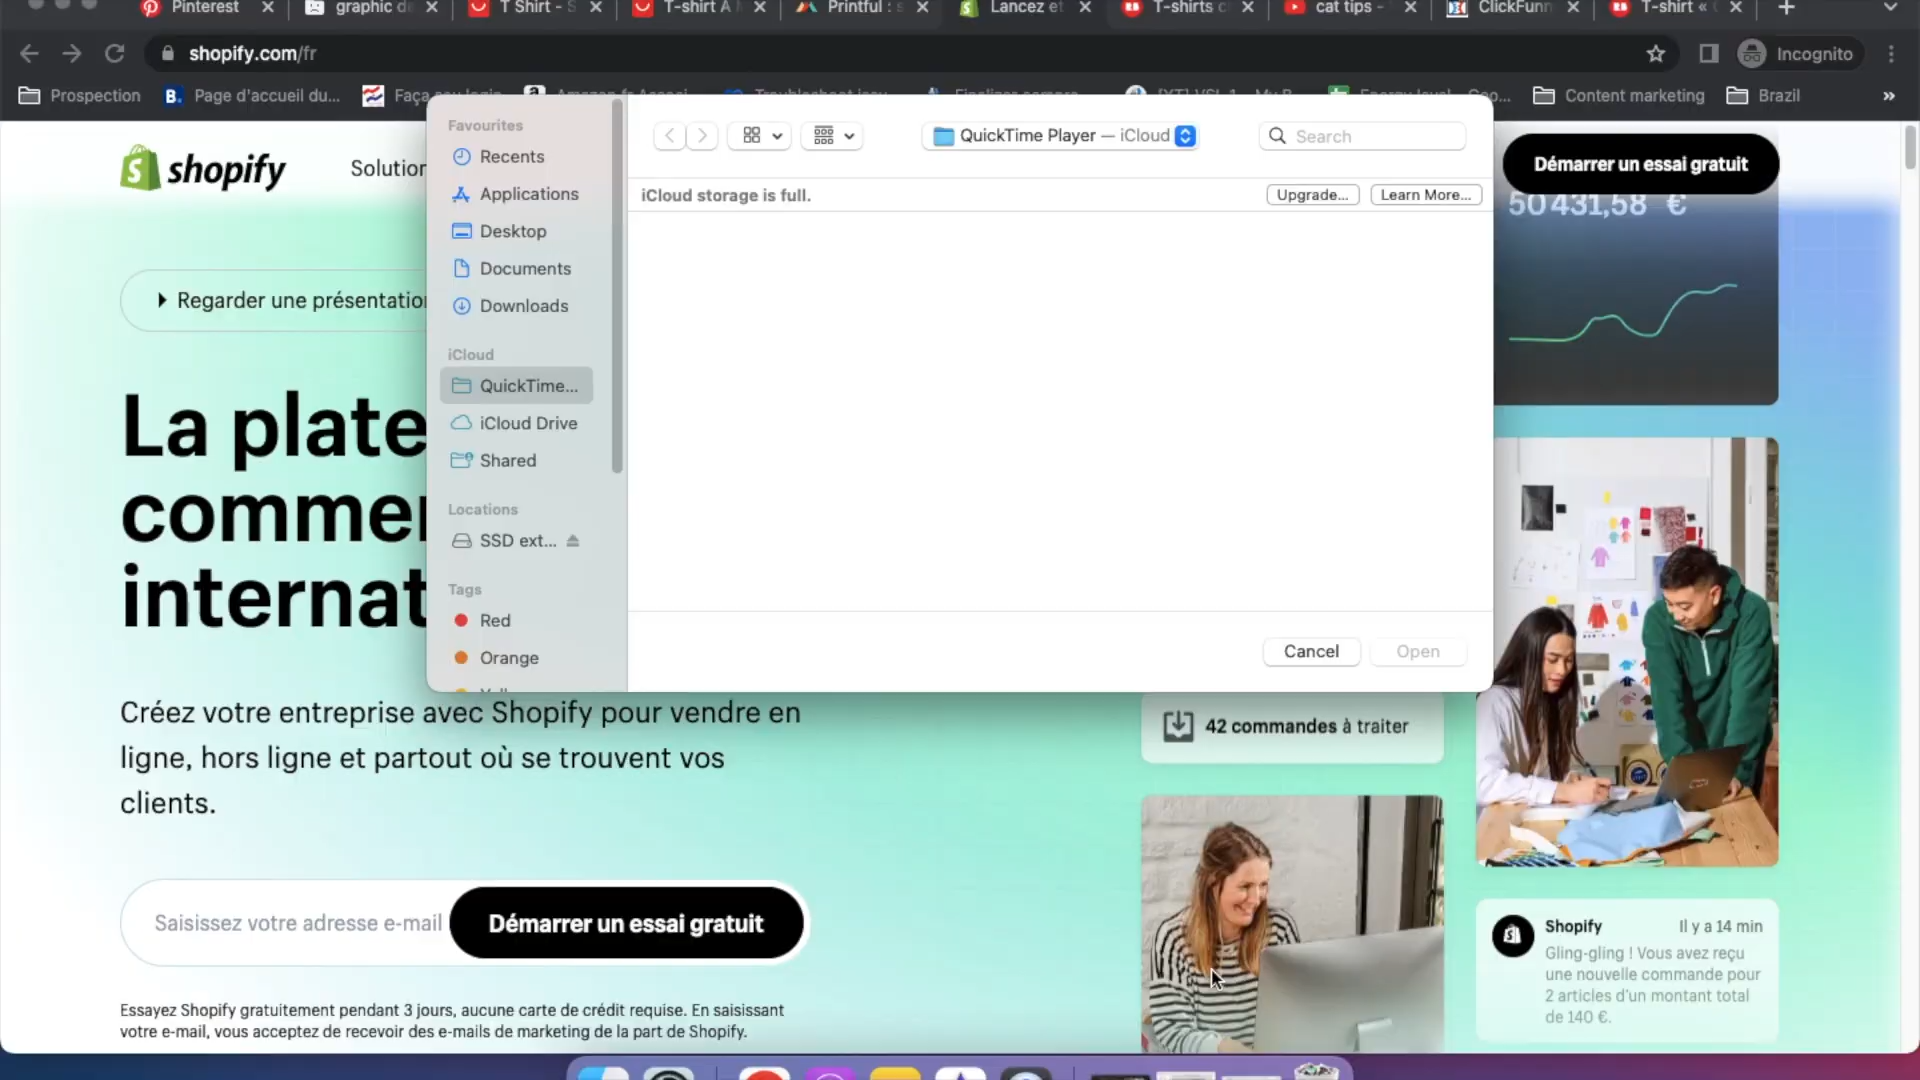 Pinterest
graphic d
T Shirt - S
T-shirt A M
Printful : s
Lancez et
T-shirts c
cat tips -
ClickFunn
T-shirt «
shopify.com/fr
Incognito
Prospection
Page d'accueil du...
Content marketing
Brazil
shopify
Solution
Démarrer un essai gratuit
50 431,58 €
Favourites
Recents
Applications
Desktop
Documents
Downloads
iCloud
QuickTime...
iCloud Drive
Shared
Locations
SSD ext...
Tags
Red
Orange
QuickTime Player — iCloud
Search
iCloud storage is full.
Upgrade...
Learn More...
Cancel
Open
Regarder une présentation
La plate
commer
internat
Créez votre entreprise avec Shopify pour vendre en
ligne, hors ligne et partout où se trouvent vos
clients.
Saisissez votre adresse e-mail
Démarrer un essai gratuit
Essayez Shopify gratuitement pendant 3 jours, aucune carte de crédit requise. En saisissant
votre e-mail, vous acceptez de recevoir des e-mails de marketing de la part de Shopify.
42 commandes à traiter
Shopify
Il y a 14 min
Gling-gling ! Vous avez reçu
une nouvelle commande pour
2 articles d'un montant total
de 140 €.